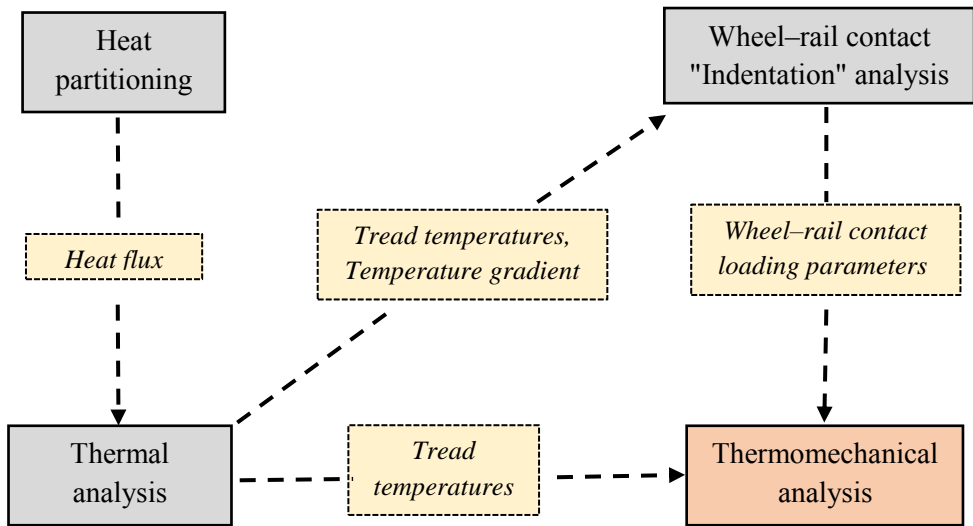 Heat
partitioning
Wheel–rail contact
"Indentation" analysis
Heat flux
Tread temperatures,
Temperature gradient
Wheel–rail contact
loading parameters
Thermal
analysis
Tread
temperatures
Thermomechanical
analysis